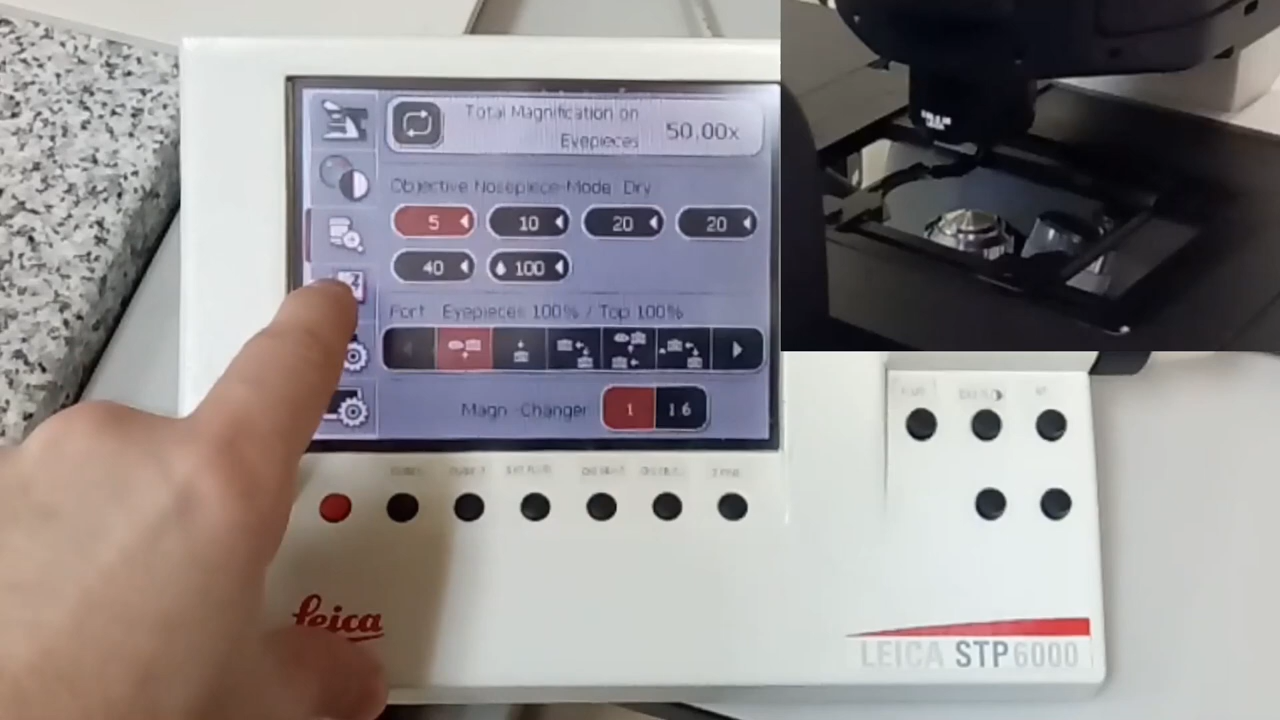 Total Magnification on
Eyepieces
50.00x
Objective Nosepiece-Mode: Dry
5 10 20 20
40 100
Port Eyepieces 100% / Top 100%
Magn.-Changer 1 1.6
Leica
LEICA STP6000